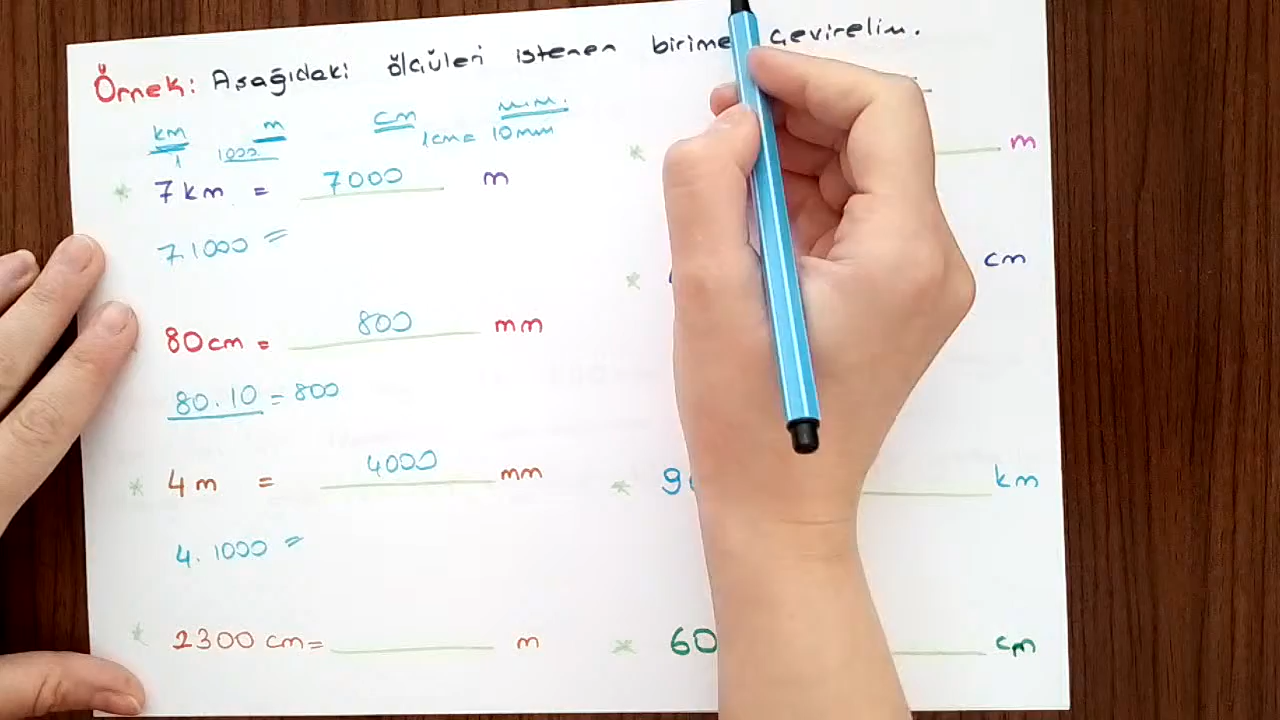 Örnek: Aşağıdaki ölçüleri istenen birime çevirelim.
km m cm mm.
1 1000 1cm = 10mm
* 7km = 7000 m
7.1000 =
80cm = 800 mm
80.10 = 800
* 4m = 4000 mm
4.1000 =
* 2300 cm = m
* m
* cm
* km
* 60 cm